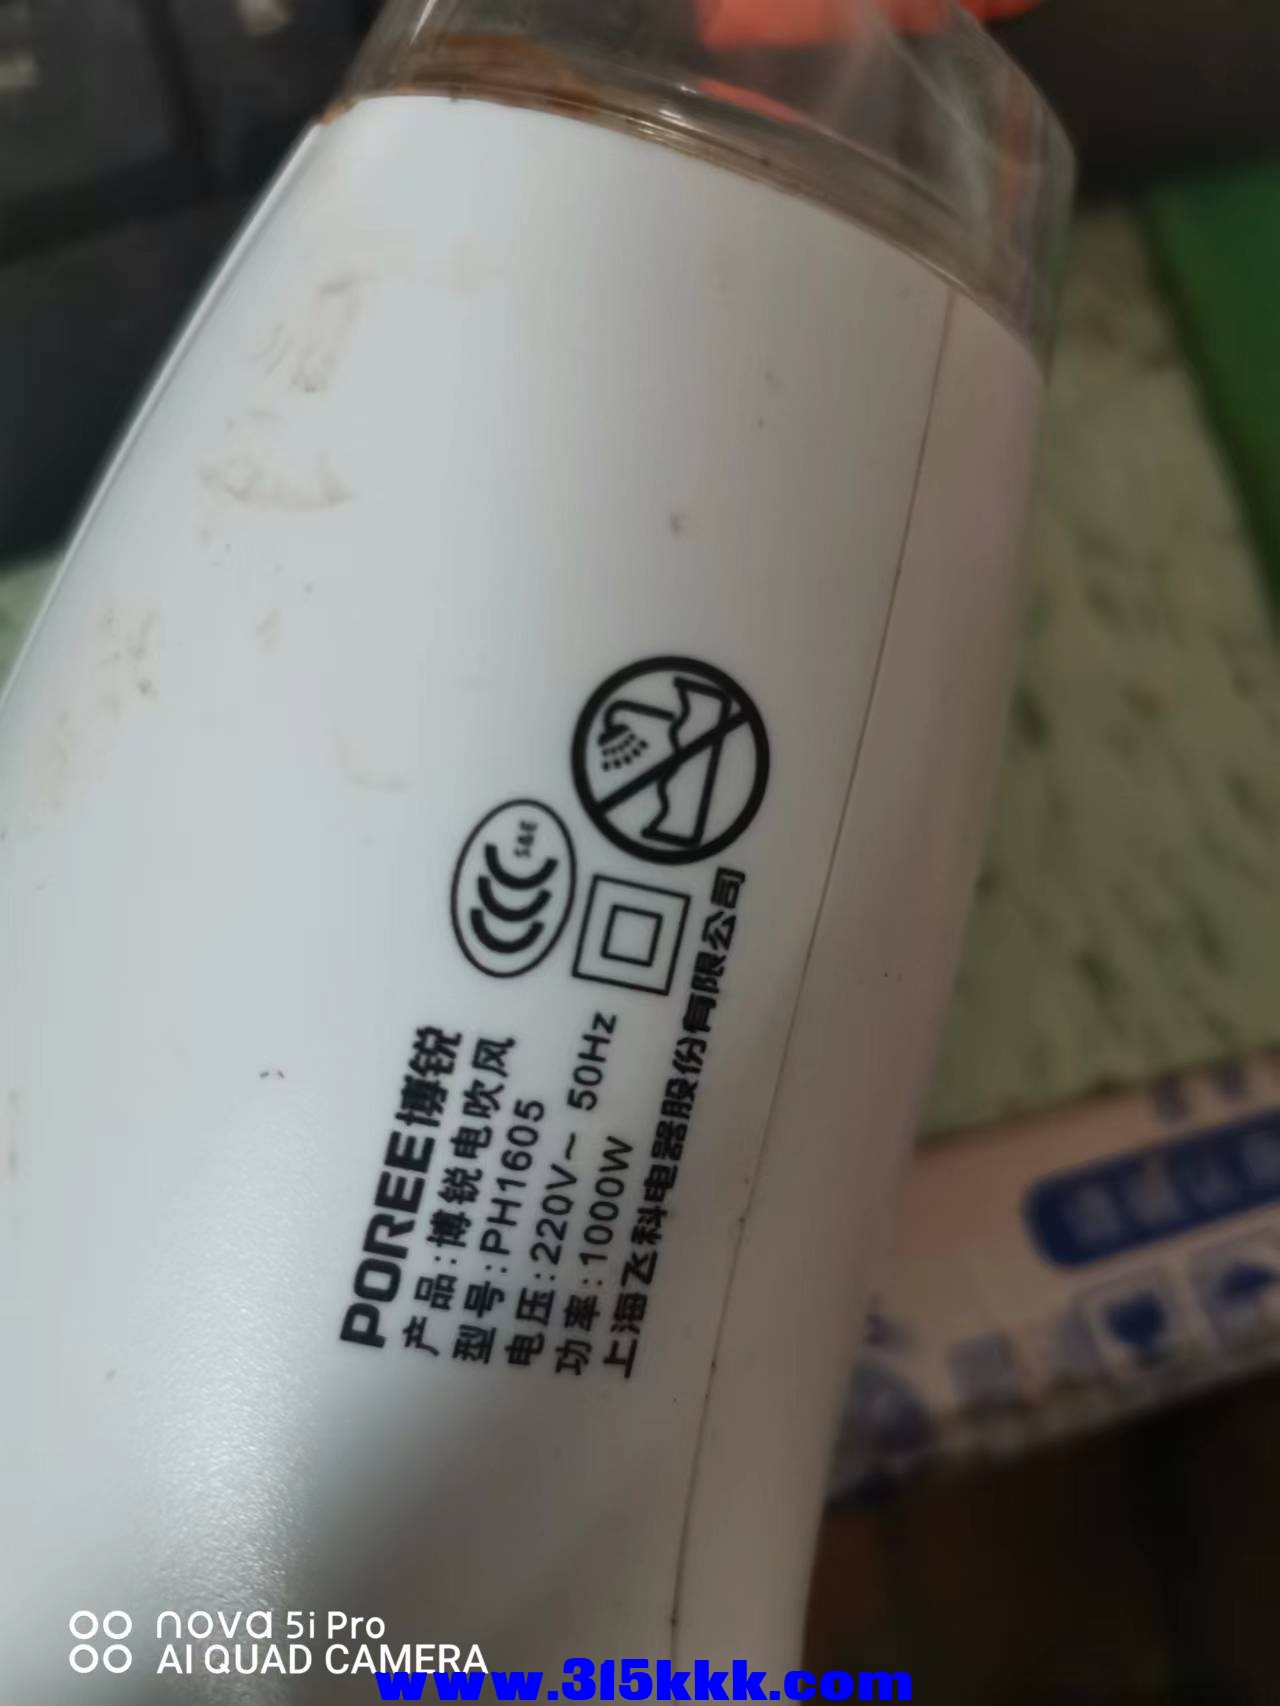 POREE博锐
产品:博锐电吹风
型号:PH1605
电压:220V~ 50Hz
功率:1000W
上海飞科电器股份有限公司
S&E
nova 5i Pro
AI QUAD CAMERA
www.315kkk.com